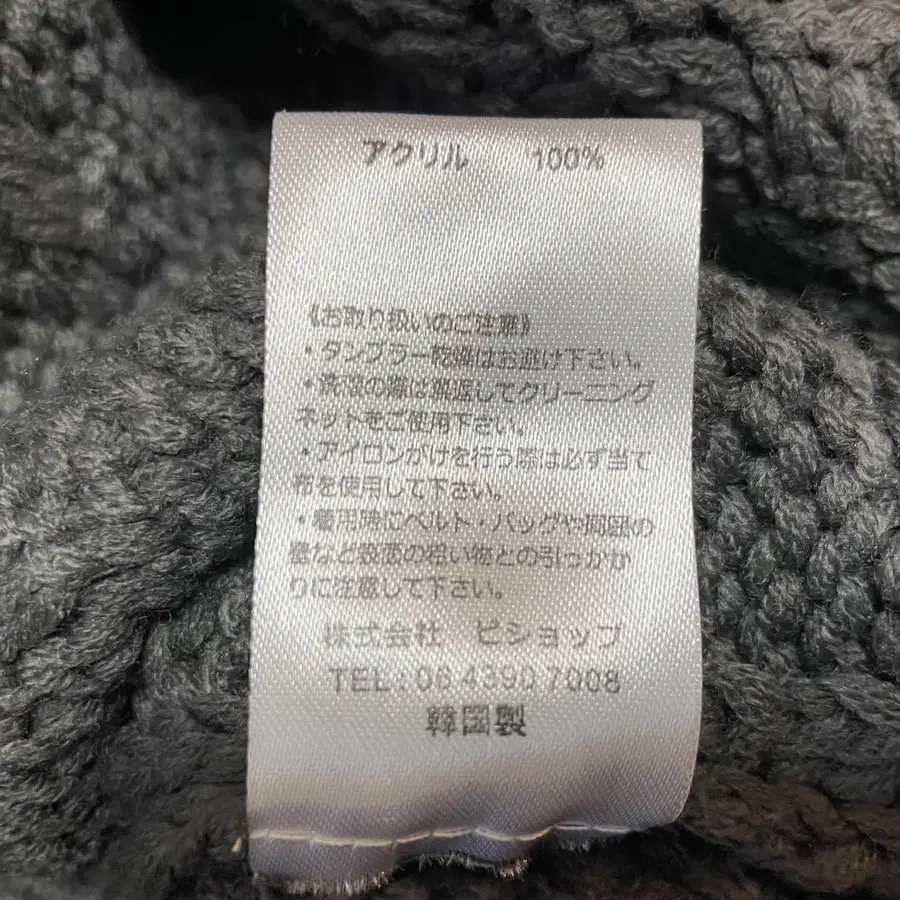 アクリル 100%
《お取り扱いのご注意》
・タンブラー乾燥はお避け下さい。
・洗濯の際は裏返してクリーニング
ネットをご使用下さい。
・アイロンがけを行う際は必ず当て
布を使用して下さい。
・着用時にベルト・バッグや周囲の
壁など表面の粗い物との引っかか
りに注意して下さい。
株式会社 ビショップ
TEL:06 4390 7008
韓国製